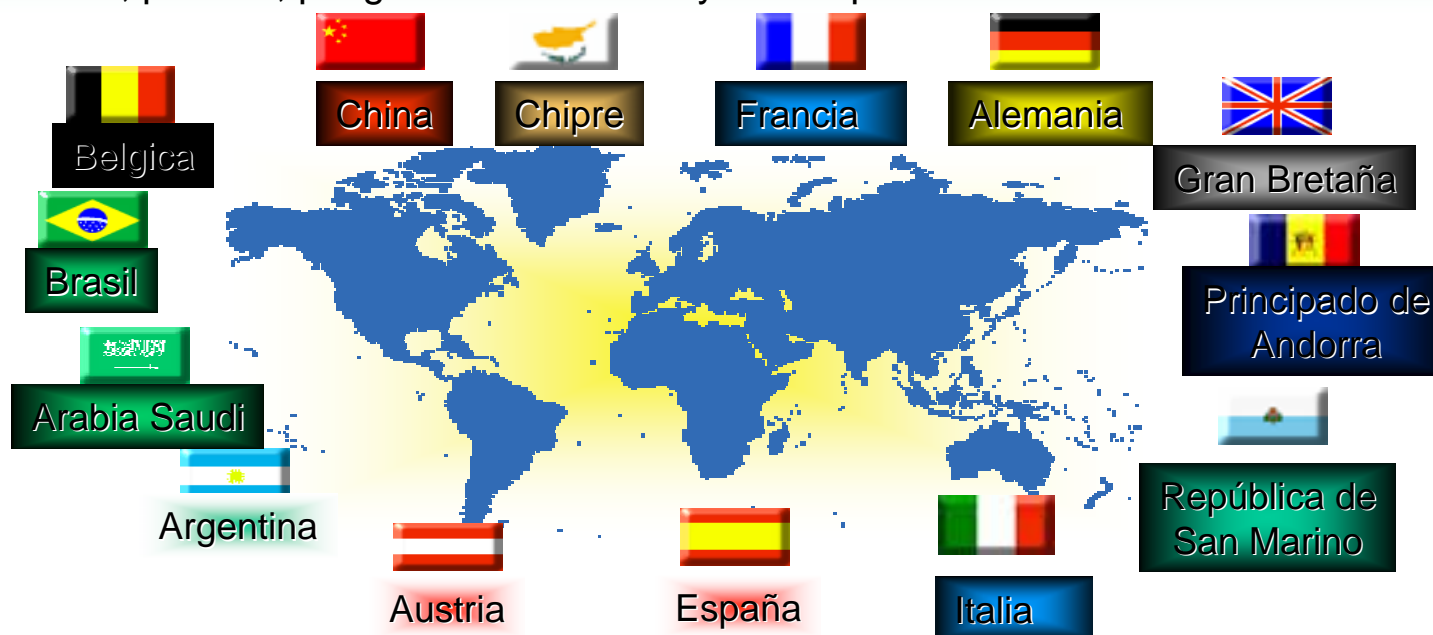 China
Chipre
Francia
Alemania
Belgica
Gran Bretaña
Brasil
Principado de
Andorra
Arabia Saudi
República de
San Marino
Argentina
Austria
España
Italia